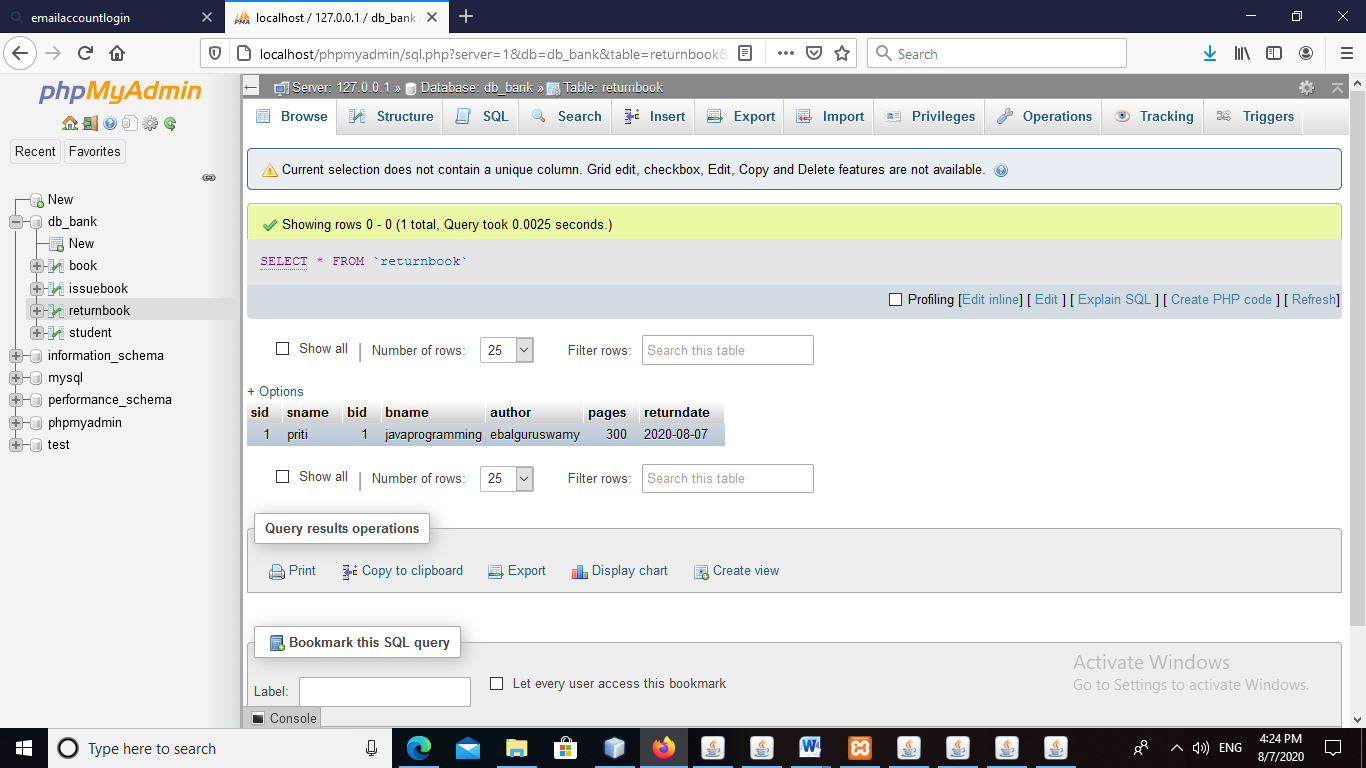 emailaccountlogin
localhost / 127.0.0.1 / db_bank
localhost/phpmyadmin/sql.php?server=1&db=db_bank&table=returnbook&
Search
phpMyAdmin
Recent Favorites
New
db_bank
New
book
issuebook
returnbook
student
information_schema
mysql
performance_schema
phpmyadmin
test
Server: 127.0.0.1 » Database: db_bank » Table: returnbook
Browse Structure SQL Search Insert Export Import Privileges Operations Tracking Triggers
Current selection does not contain a unique column. Grid edit, checkbox, Edit, Copy and Delete features are not available.
Showing rows 0 - 0 (1 total, Query took 0.0025 seconds.)
SELECT * FROM `returnbook`
Profiling [Edit inline] [ Edit ] [ Explain SQL ] [ Create PHP code ] [ Refresh]
Show all | Number of rows: 25 Filter rows: Search this table
+ Options
sid sname bid bname author pages returndate
1 priti 1 javaprogramming ebalguruswamy 300 2020-08-07
Show all | Number of rows: 25 Filter rows: Search this table
Query results operations
Print Copy to clipboard Export Display chart Create view
Bookmark this SQL query
Label: Let every user access this bookmark
Activate Windows
Go to Settings to activate Windows.
Console
Type here to search
ENG
4:24 PM
8/7/2020